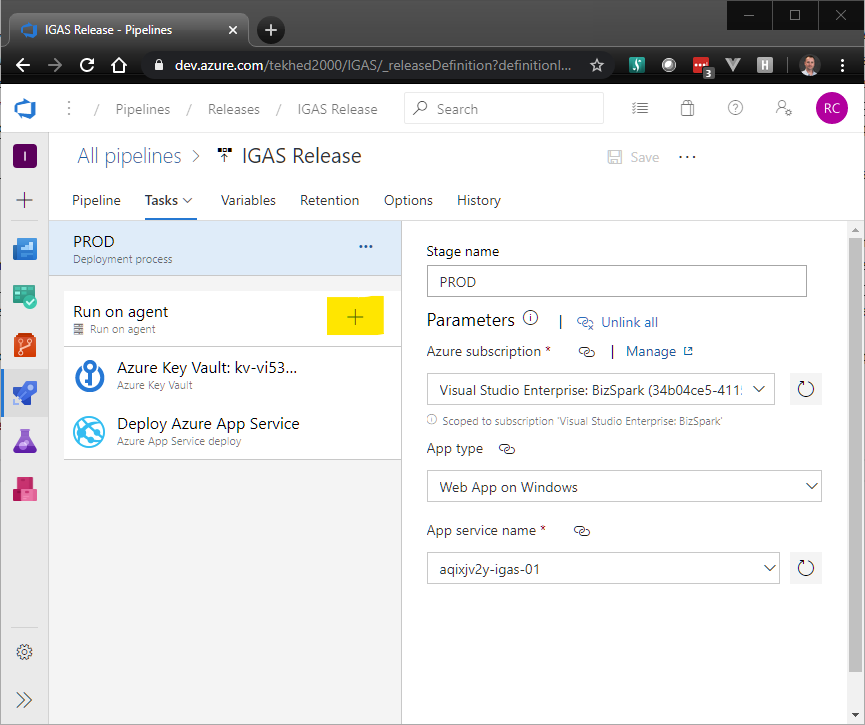 IGAS Release - Pipelines
dev.azure.com/tekhed2000/IGAS/_releaseDefinition?definitionI...
3
H
/ Pipelines / Releases / IGAS Release
Search
RC
I
All pipelines > IGAS Release
Save
Pipeline Tasks Variables Retention Options History
PROD
Deployment process
Run on agent
Run on agent
Azure Key Vault: kv-vi53...
Azure Key Vault
Deploy Azure App Service
Azure App Service deploy
Stage name
PROD
Parameters | Unlink all
Azure subscription * | Manage
Visual Studio Enterprise: BizSpark (34b04ce5-411
Scoped to subscription 'Visual Studio Enterprise: BizSpark'
App type
Web App on Windows
App service name *
aqixjv2y-igas-01